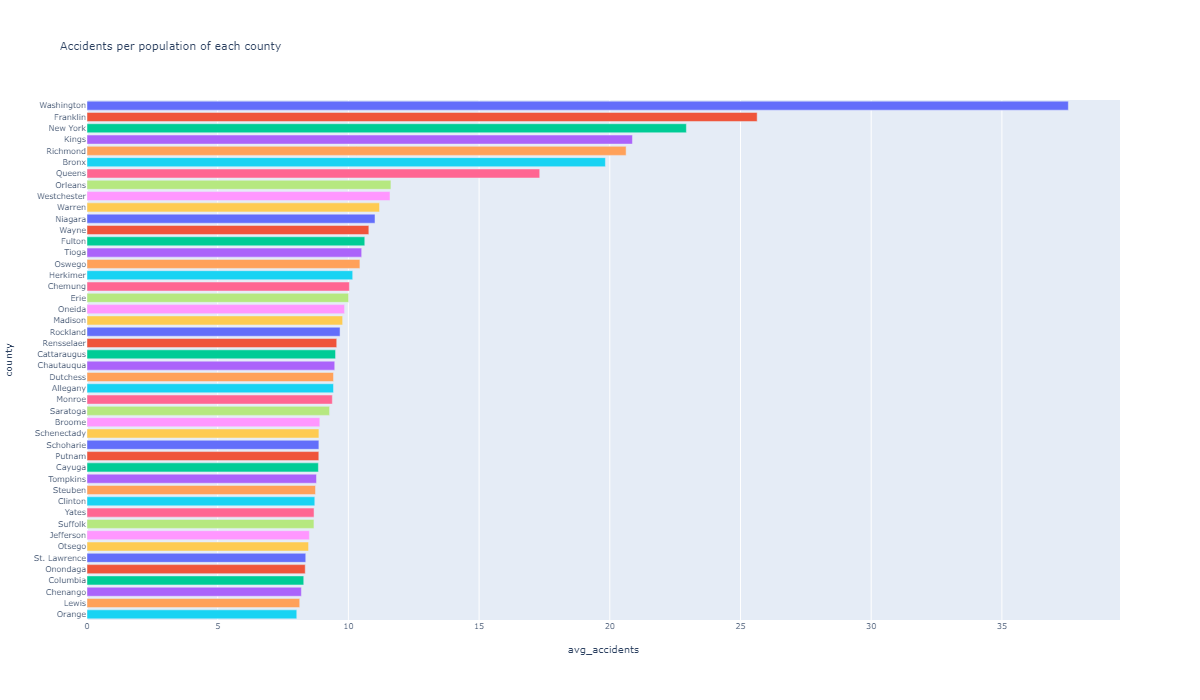 Accidents per population of each county
Washington
Franklin
New York
Kings
Richmond
Bronx
Queens
Orleans
Westchester
Warren
Niagara
Wayne
Fulton
Tioga
Oswego
Herkimer
Chemung
Erie
Oneida
Madison
Rockland
Rensselaer
Cattaraugus
Chautauqua
Dutchess
Allegany
Monroe
Saratoga
Broome
Schenectady
Schoharie
Putnam
Cayuga
Tompkins
Steuben
Clinton
Yates
Suffolk
Jefferson
Otsego
St. Lawrence
Onondaga
Columbia
Chenango
Lewis
Orange
county
0 5 10 15 20 25 30 35
avg_accidents